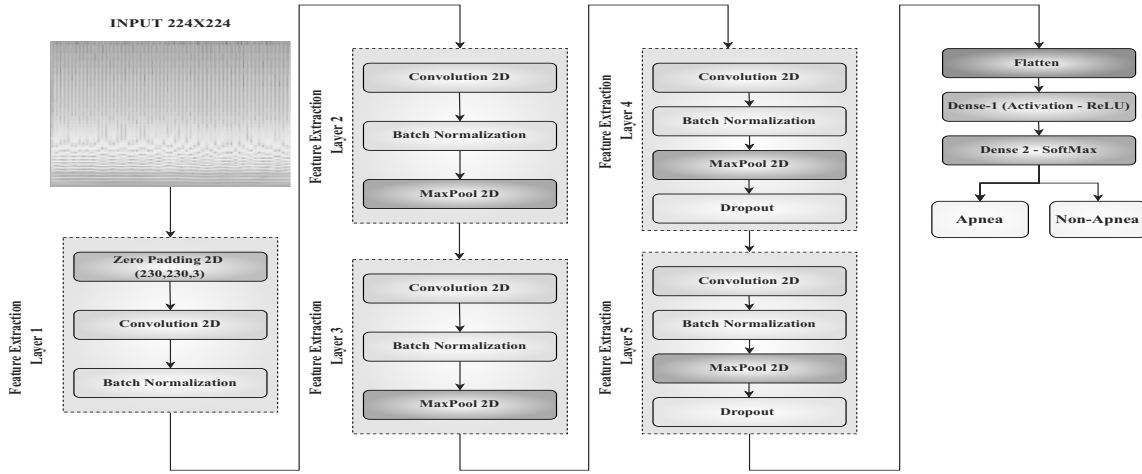 INPUT 224X224
Feature Extraction
Layer 1
Zero Padding 2D
(230,230,3)
Convolution 2D
Batch Normalization
Feature Extraction
Layer 2
Convolution 2D
Batch Normalization
MaxPool 2D
Feature Extraction
Layer 3
Convolution 2D
Batch Normalization
MaxPool 2D
Feature Extraction
Layer 4
Convolution 2D
Batch Normalization
MaxPool 2D
Dropout
Feature Extraction
Layer 5
Convolution 2D
Batch Normalization
MaxPool 2D
Dropout
Flatten
Dense-1 (Activation - ReLU)
Dense 2 - SoftMax
Apnea
Non-Apnea